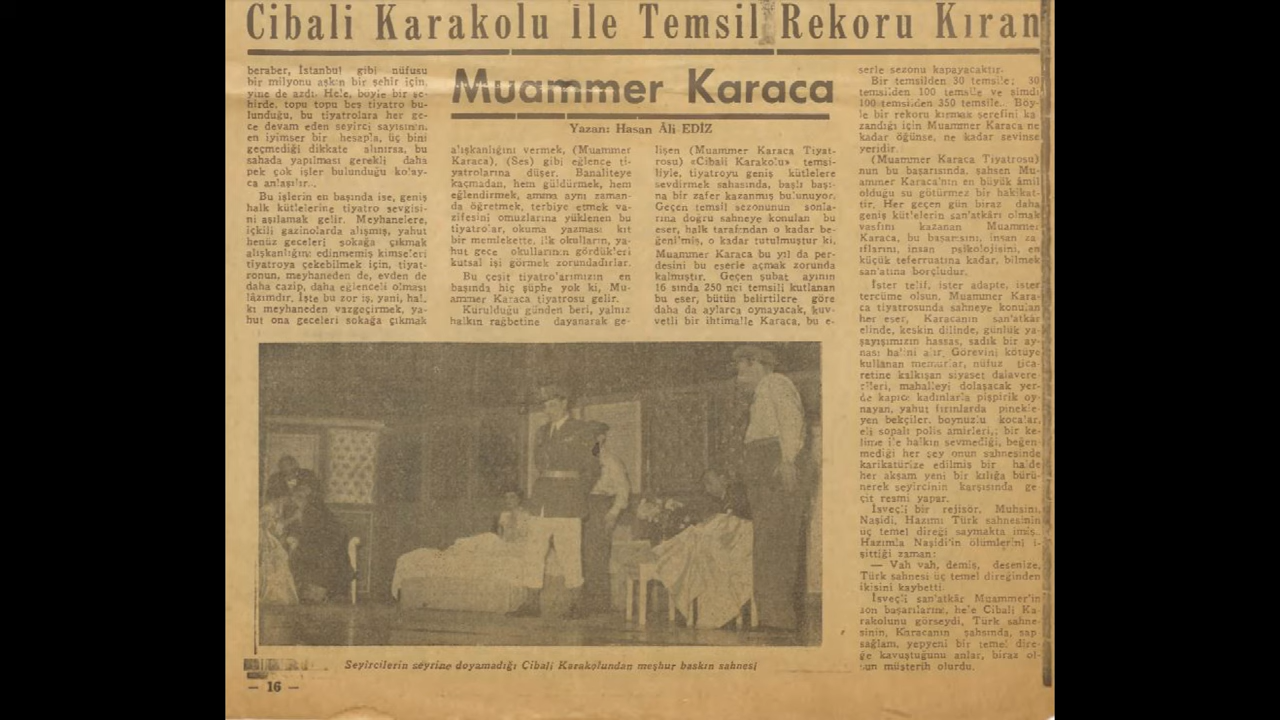 Cibali Karakolu İle Temsil Rekoru Kıran
Muammer Karaca
Yazan: Hasan Âli EDİZ
beraber, İstanbul gibi nüfusu
bir milyonu aşkın bir şehir için,
yine de azdı. Hele, böyle bir şe-
hirde, topu topu beş tiyatro bu-
lunduğu, bu tiyatrolara her ge-
ce devam eden seyirci sayısının,
en iyimser bir hesapla, üç bini
geçmediği dikkate alınırsa, bu
sahada yapılması gerekli daha
pek çok işler bulunduğu kolay-
ca anlaşılır..
Bu işlerin en başında ise, geniş
halk kütlelerine tiyatro sevgisi-
ni aşılamak gelir. Meyhanelere,
içkili gazinolarda alışmış, yahut
henüz geceleri sokağa çıkmak
alışkanlığını edinmemiş kimseleri
tiyatroya çekebilmek için, tiyat-
ronun, meyhaneden de, evden de
daha cazip, daha eğlenceli olması
lâzımdır. İşte bu zor iş, yani, hal-
kı meyhaneden vazgeçirmek, ya-
hut ona geceleri sokağa çıkmak
alışkanlığını vermek, (Muammer
Karaca), (Ses) gibi eğlence ti-
yatrolarına düşer. Banaliteye
kaçmadan, hem güldürmek, hem
eğlendirmek, amma aynı zaman-
da öğretmek, terbiye etmek va-
zifesini omuzlarına yüklenen bu
tiyatrolar, okuma yazması kıt
bir memlekette, ilk okulların, ya-
hut gece okullarının gördükleri
kutsal işi görmek zorundadırlar.
Bu çeşit tiyatrolarımızın en
başında hiç şüphe yok ki, Mu-
ammer Karaca tiyatrosu gelir.
Kurulduğu günden beri, yalnız
halkın rağbetine dayanarak ge-
lişen (Muammer Karaca Tiyat-
rosu) «Cibali Karakolu» temsi-
liyle, tiyatroyu geniş kütlelere
sevdirmek sahasında, başlı başı-
na bir zafer kazanmış bulunuyor.
Geçen temsil sezonunun sonla-
rına doğru sahneye konulan bu
eser, halk tarafından o kadar be-
ğenilmiş, o kadar tutulmuştur ki,
Muammer Karaca bu yıl da per-
desini bu eserle açmak zorunda
kalmıştır. Geçen şubat ayının
16 sında 250 nci temsili kutlanan
bu eser, bütün belirtilere göre
daha da aylarca oynayacak, kuv-
vetli bir ihtimalle Karaca, bu e-
serle sezonu kapayacaktır.
Bir temsilden 30 temsile; 30
temsilden 100 temsile ve şimdi
100 temsilden 350 temsile.. Böy-
le bir rekoru kırmak şerefini ka-
zandığı için Muammer Karaca ne
kadar öğünse, ne kadar sevinse
yeridir.
(Muammer Karaca Tiyatrosu)
nun bu başarısında, şahsen Mu-
ammer Karaca'nın en büyük âmil
olduğu su götürmez bir hakikat-
tir. Her geçen gün biraz daha
geniş kütlelerin san'atkârı olmak
vasfını kazanan Muammer
Karaca, bu başarısını, insan za-
ıflarını, insan psikolojisini, en
küçük teferruatına kadar, bilmek
san'atına borçludur.
İster telif, ister adapte, ister
tercüme olsun, Muammer Kara-
ca tiyatrosunda sahneye konulan
her eser, Karacanın san'atkâr
elinde, keskin dilinde, günlük ya-
şayışımızın hassas, sadık bir ay-
nası halini alır. Görevini kötüye
kullanan memurlar, nüfuz tica-
retine kalkışan siyaset dalavere-
cileri, mahalleyi dolaşacak yer-
de kapıcı kadınlarla pişpirik oy-
nayan, yahut fırınlarda pinekle-
yen bekçiler, boynuzlu kocalar,
eli sopalı polis amirleri,; bir ke-
lime ile halkın sevmediği, beğen-
mediği her şey onun sahnesinde
karikatürize edilmiş bir halde
her akşam yeni bir kılığa bürü-
nerek seyircinin karşısında ge-
çit resmi yapar.
İsveçli bir rejisör, Muhsini,
Naşidi, Hazımı Türk sahnesinin
üç temel direği saymakta imiş.
Hazımla Naşidi'in ölümlerini i-
şittiği zaman:
— Vah vah, demiş, desenize,
Türk sahnesi üç temel direğinden
ikisini kaybetti.
İsveçli san'atkâr Muammer'in
son başarılarını, hele Cibali Ka-
rakolunu görseydi, Türk sahne-
sinin, Karacanın şahsında, sap
sağlam, yepyeni bir temel dire-
ğe kavuştuğunu anlar, biraz ol-
sun müsterih olurdu.
Seyircilerin seyrine doyamadığı Cibali Karakolundan meşhur baskın sahnesi
— 16 —